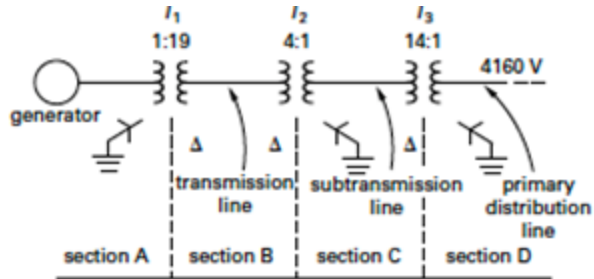 I₁ I₂ I₃
1:19 4:1 14:1
4160 V
generator
Δ Δ Δ
transmission line
subtransmission line
primary distribution line
section A section B section C section D